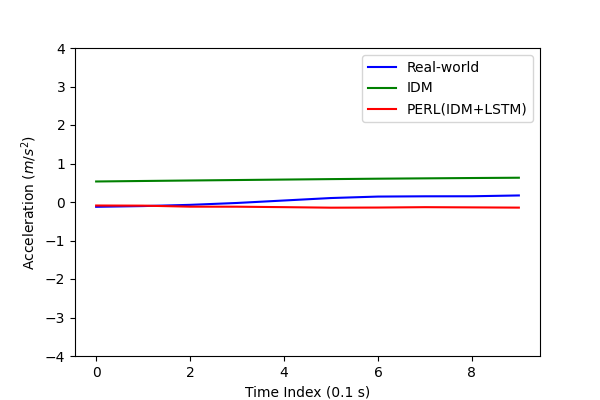 4
3
2
1
0
−1
−2
−3
−4
Acceleration (m/s²)
Real-world
IDM
PERL(IDM+LSTM)
0 2 4 6 8
Time Index (0.1 s)